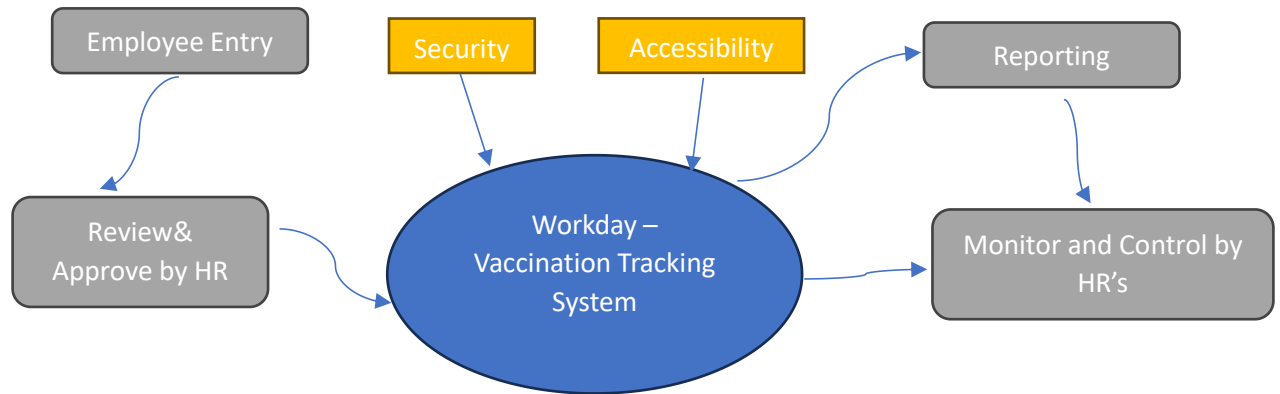 Employee Entry
Security
Accessibility
Reporting
Review&
Approve by HR
Workday –
Vaccination Tracking
System
Monitor and Control by
HR’s